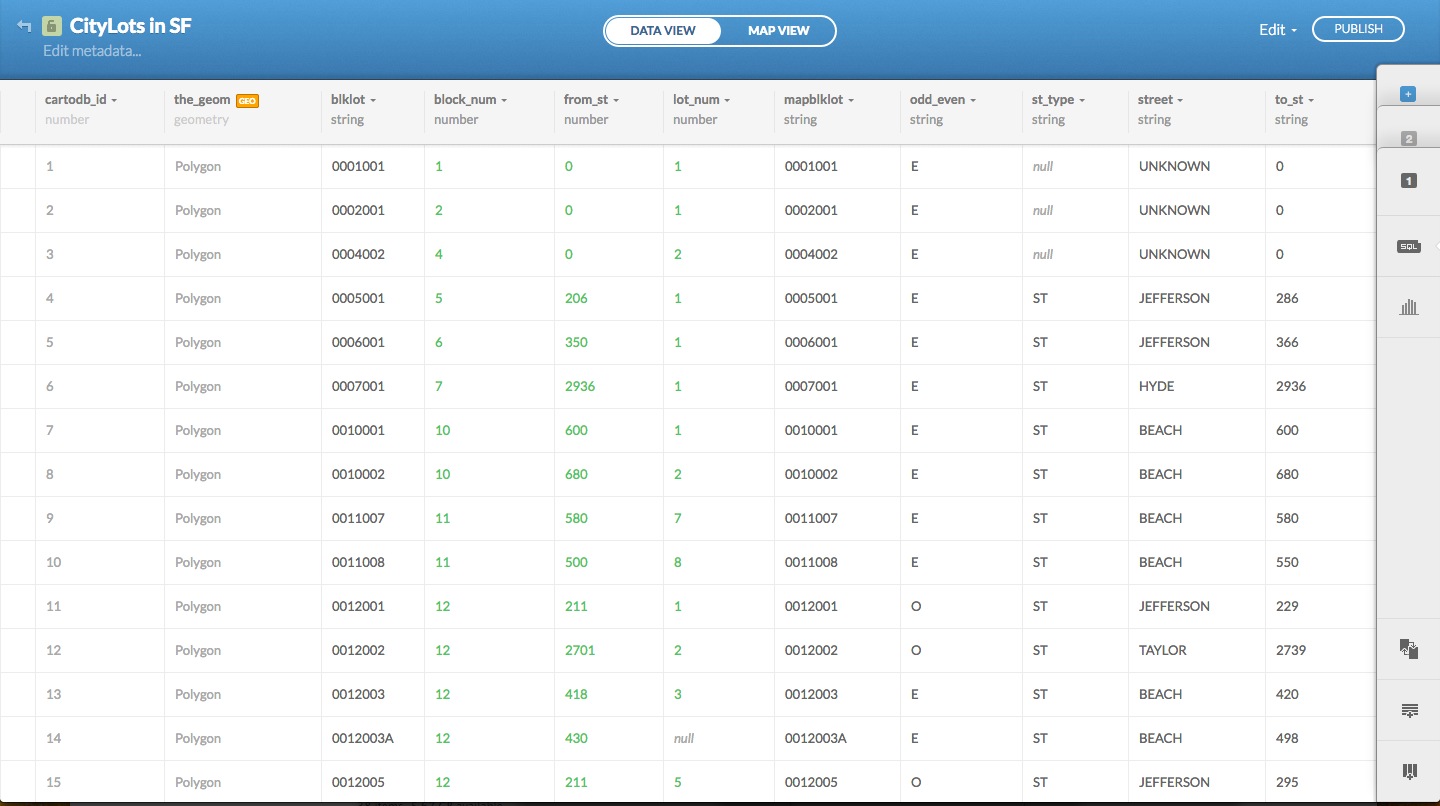 CityLots in SF
Edit metadata...
DATA VIEW MAP VIEW
Edit PUBLISH
cartodb_id the_geom GEO blklot block_num from_st lot_num mapblklot odd_even st_type street to_st
number geometry string number number number string string string string string
1 Polygon 0001001 1 0 1 0001001 E null UNKNOWN 0
2 Polygon 0002001 2 0 1 0002001 E null UNKNOWN 0
3 Polygon 0004002 4 0 2 0004002 E null UNKNOWN 0
4 Polygon 0005001 5 206 1 0005001 E ST JEFFERSON 286
5 Polygon 0006001 6 350 1 0006001 E ST JEFFERSON 366
6 Polygon 0007001 7 2936 1 0007001 E ST HYDE 2936
7 Polygon 0010001 10 600 1 0010001 E ST BEACH 600
8 Polygon 0010002 10 680 2 0010002 E ST BEACH 680
9 Polygon 0011007 11 580 7 0011007 E ST BEACH 580
10 Polygon 0011008 11 500 8 0011008 E ST BEACH 550
11 Polygon 0012001 12 211 1 0012001 O ST JEFFERSON 229
12 Polygon 0012002 12 2701 2 0012002 O ST TAYLOR 2739
13 Polygon 0012003 12 418 3 0012003 E ST BEACH 420
14 Polygon 0012003A 12 430 null 0012003A E ST BEACH 498
15 Polygon 0012005 12 211 5 0012005 O ST JEFFERSON 295
+
2
1
SQL